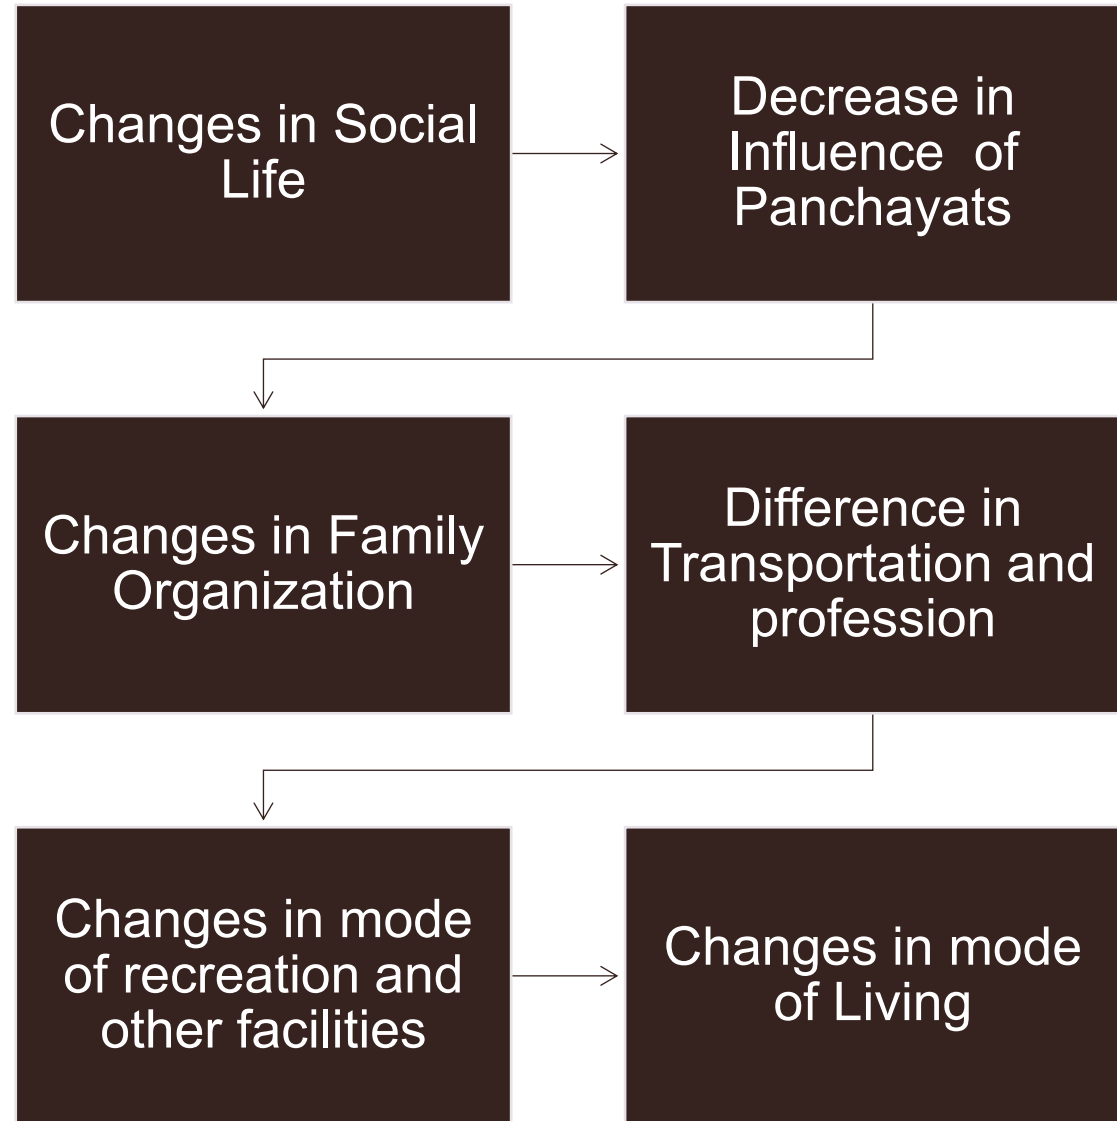 Changes in Social
Life
Decrease in
Influence  of
Panchayats
Changes in Family
Organization
Difference in
Transportation and
profession
Changes in mode
of recreation and
other facilities
Changes in mode
of Living